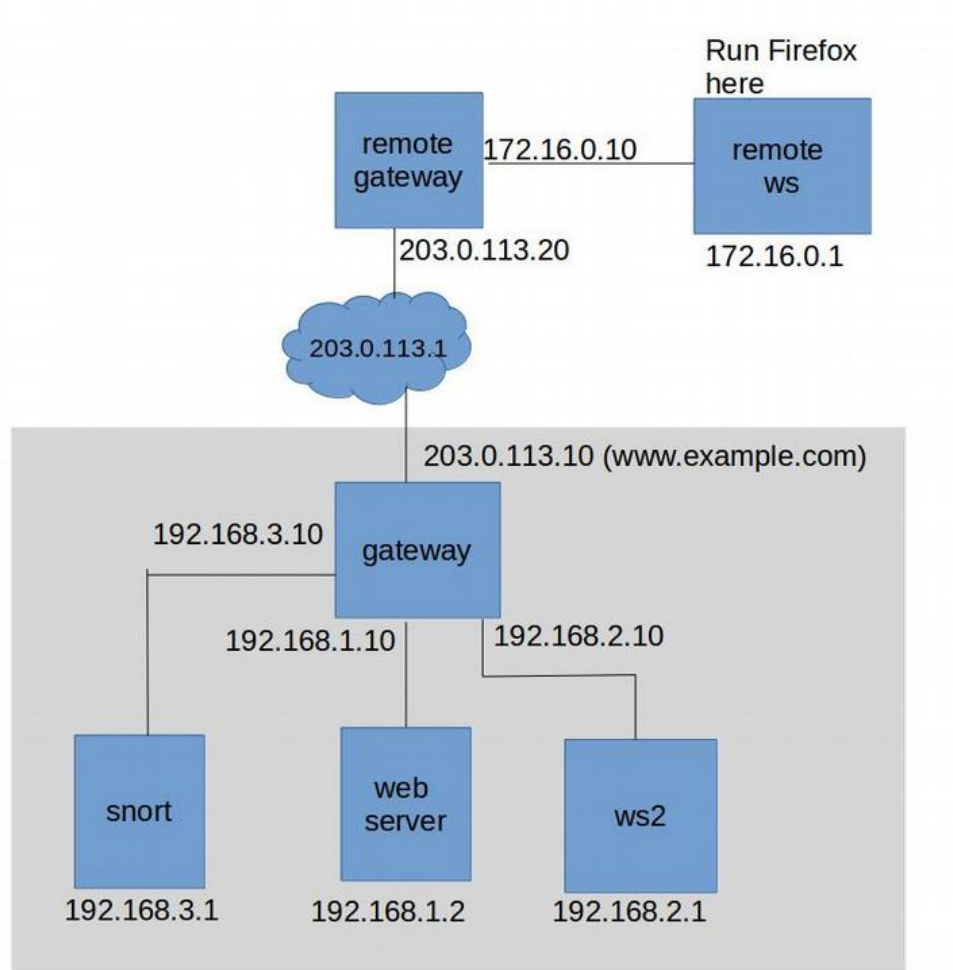 Run Firefox
here
remote
gateway
172.16.0.10
remote
ws
203.0.113.20
172.16.0.1
203.0.113.1
203.0.113.10 (www.example.com)
192.168.3.10
gateway
192.168.1.10
192.168.2.10
snort
web
server
ws2
192.168.3.1
192.168.1.2
192.168.2.1